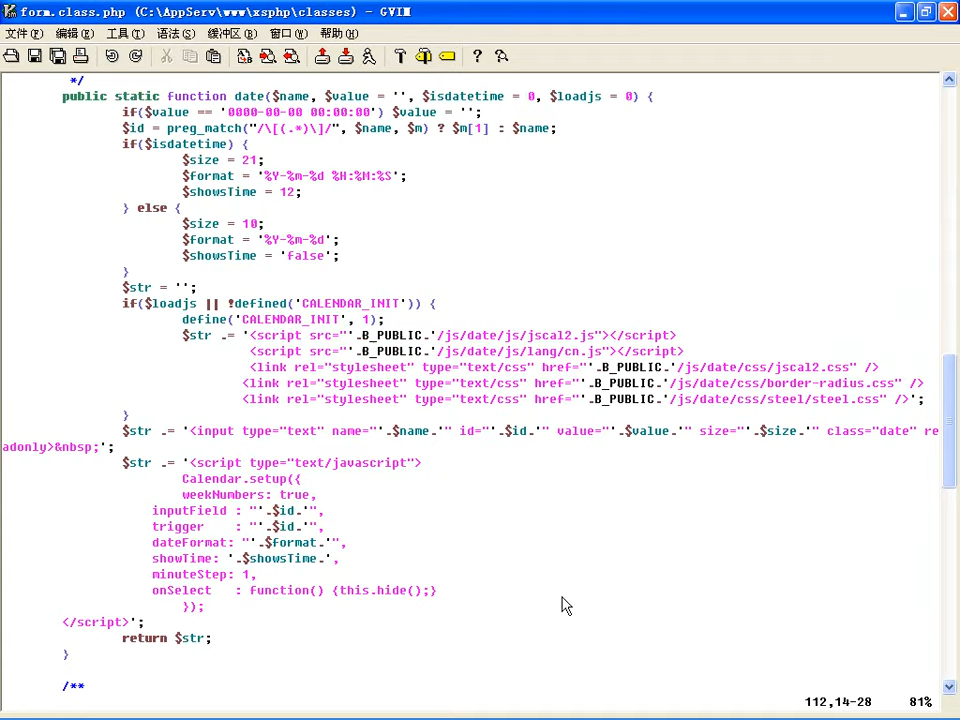 form.class.php (C:\AppServ\www\xsphp\classes) - GVIM
文件(F) 编辑(E) 工具(T) 语法(S) 缓冲区(B) 窗口(W) 帮助(H)
*/
public static function date($name, $value = '', $isdatetime = 0, $loadjs = 0) {
if($value == '0000-00-00 00:00:00') $value = '';
$id = preg_match("/\[(.*)\]/", $name, $m) ? $m[1] : $name;
if($isdatetime) {
$size = 21;
$format = '%Y-%m-%d %H:%M:%S';
$showsTime = 12;
} else {
$size = 10;
$format = '%Y-%m-%d';
$showsTime = 'false';
}
$str = '';
if($loadjs || !defined('CALENDAR_INIT')) {
define('CALENDAR_INIT', 1);
$str .= '<script src="'.B_PUBLIC.'/js/date/js/jscal2.js"></script>
<script src="'.B_PUBLIC.'/js/date/js/lang/cn.js"></script>
<link rel="stylesheet" type="text/css" href="'.B_PUBLIC.'/js/date/css/jscal2.css" />
<link rel="stylesheet" type="text/css" href="'.B_PUBLIC.'/js/date/css/border-radius.css" />
<link rel="stylesheet" type="text/css" href="'.B_PUBLIC.'/js/date/css/steel/steel.css" />';
}
$str .= '<input type="text" name="'.$name.'" id="'.$id.'" value="'.$value.'" size="'.$size.'" class="date" re
adonly>&nbsp;';
$str .= '<script type="text/javascript">
Calendar.setup({
weekNumbers: true,
inputField : "'.$id.'",
trigger    : "'.$id.'",
dateFormat: "'.$format.'",
showTime: '.$showsTime.',
minuteStep: 1,
onSelect   : function() {this.hide();}
});
</script>';
return $str;
}
/**
112,14-28 81%